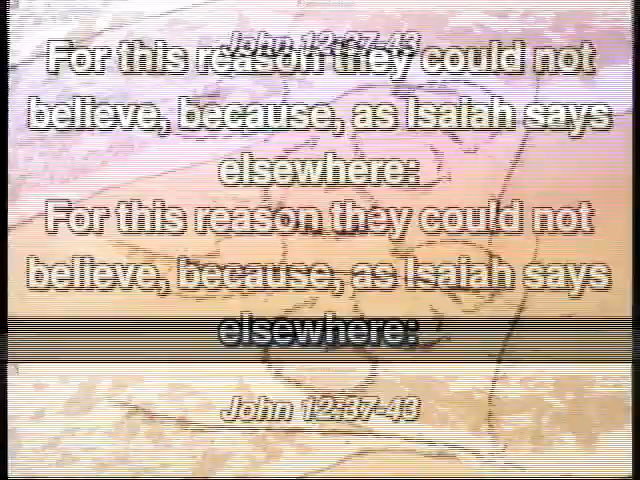 John 12:37-43
For this reason they could not
believe, because, as Isaiah says
elsewhere:
For this reason they could not
believe, because, as Isaiah says
elsewhere:
John 12:37-43